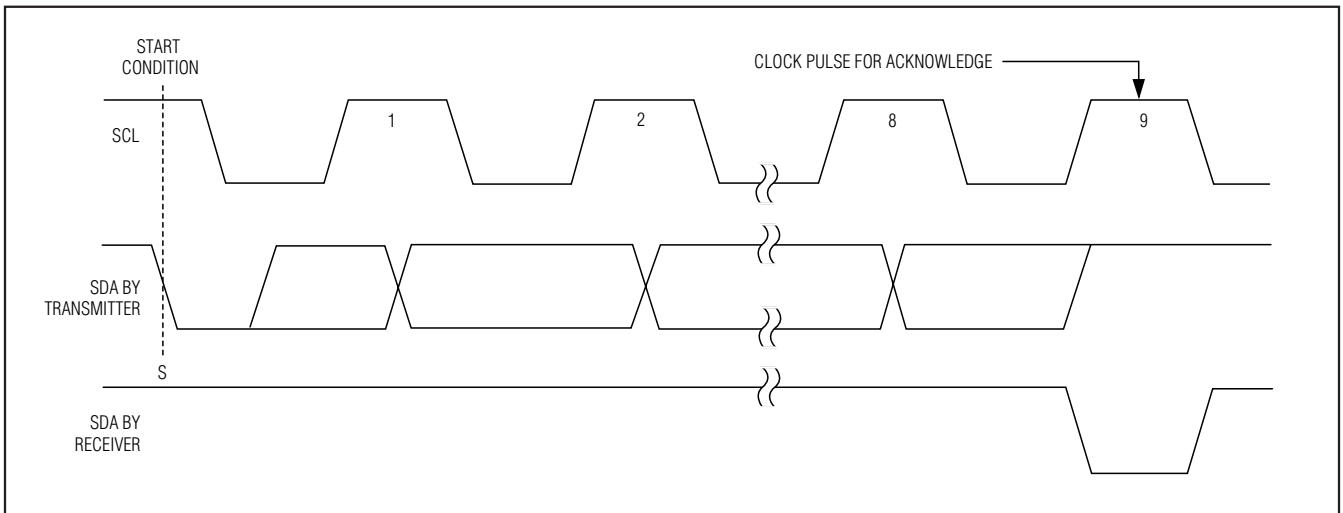 START
CONDITION
CLOCK PULSE FOR ACKNOWLEDGE
SCL
1
2
8
9
SDA BY
TRANSMITTER
S
SDA BY
RECEIVER